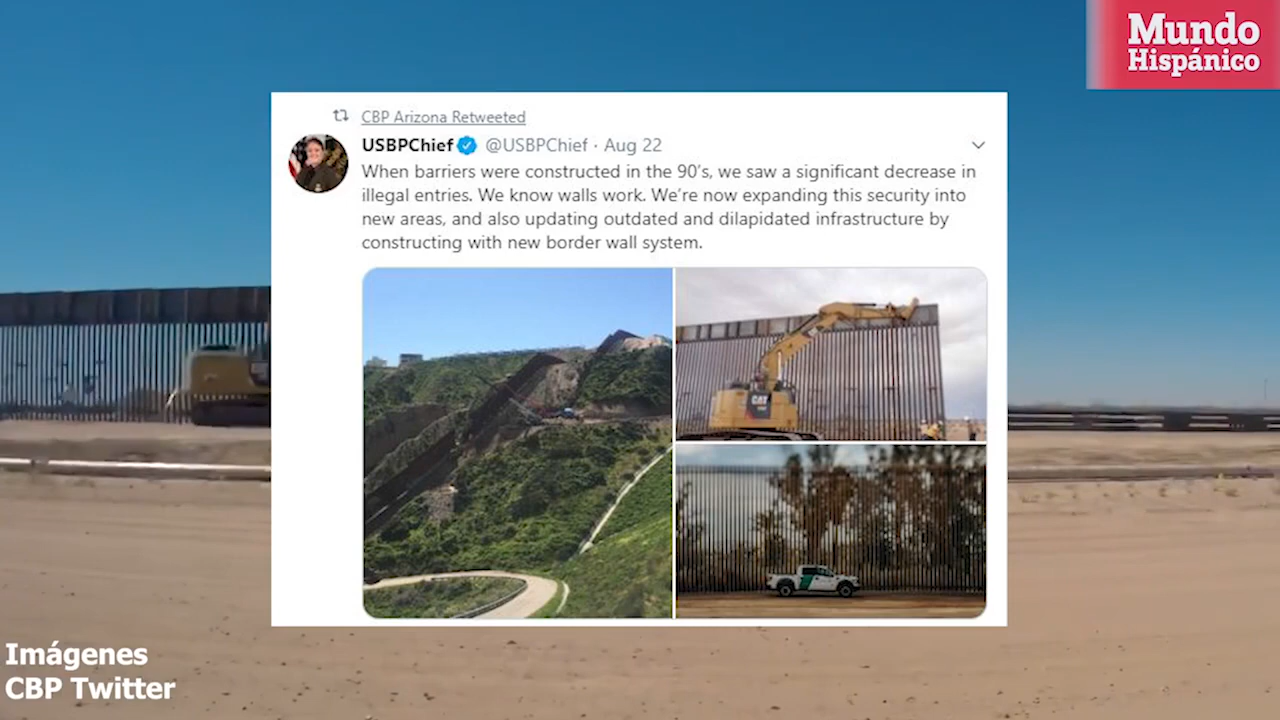 Mundo
Hispánico
CBP Arizona Retweeted
USBPChief @USBPChief · Aug 22
When barriers were constructed in the 90's, we saw a significant decrease in
illegal entries. We know walls work. We're now expanding this security into
new areas, and also updating outdated and dilapidated infrastructure by
constructing with new border wall system.
CAT
Imágenes
CBP Twitter